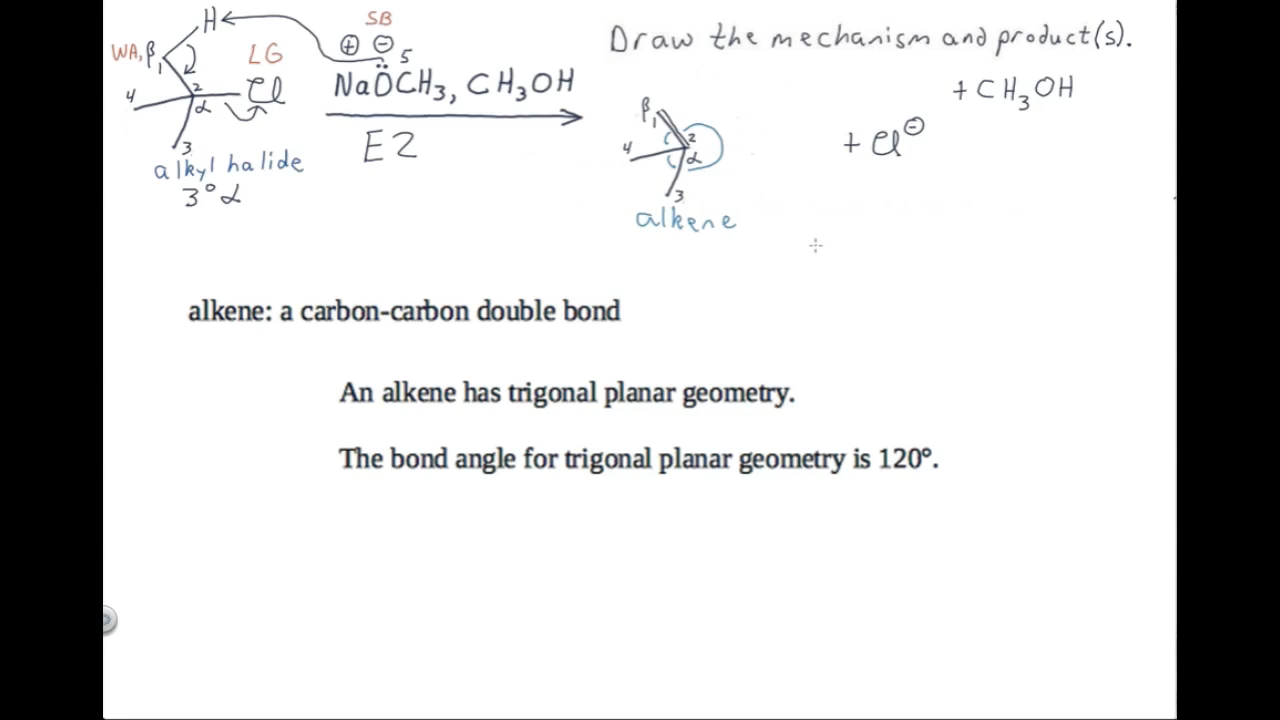 H
SB
Draw the mechanism and product(s).
WA, β
LG
⊕ ⊖
5
1
4
2
Cl
α
NaÖCH3, CH3OH
+ CH3OH
3
E2
β
1
2
4
α
+ Cl⊖
alkyl halide
3
3° α
alkene
alkene: a carbon-carbon double bond
An alkene has trigonal planar geometry.
The bond angle for trigonal planar geometry is 120°.